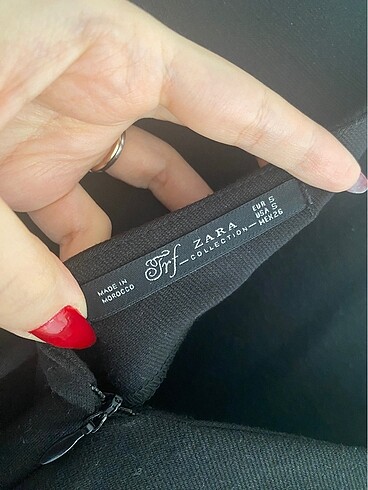 MADE IN
MOROCCO
Trf ZARA
—COLLECTION—
EUR S
USA S
MEX 26